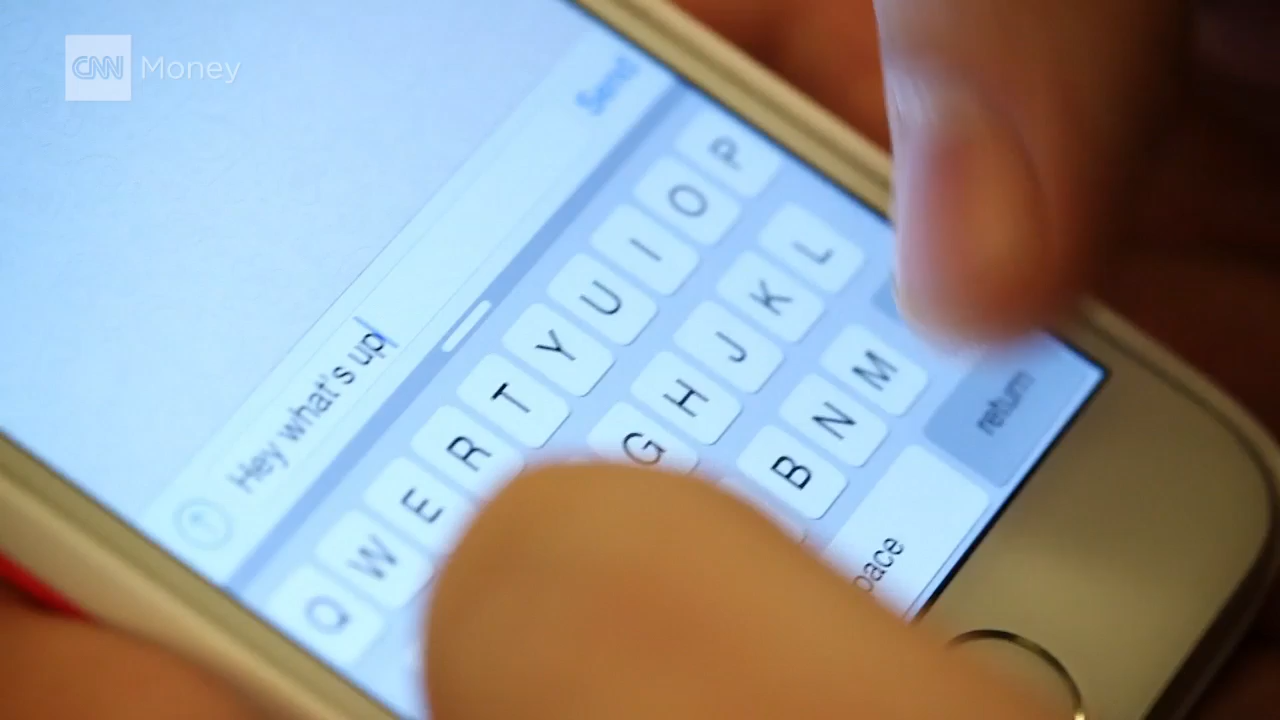 CNN Money
Send
Hey what's up
Q W E R T Y U I O P
G H J K L
B N M
pace return